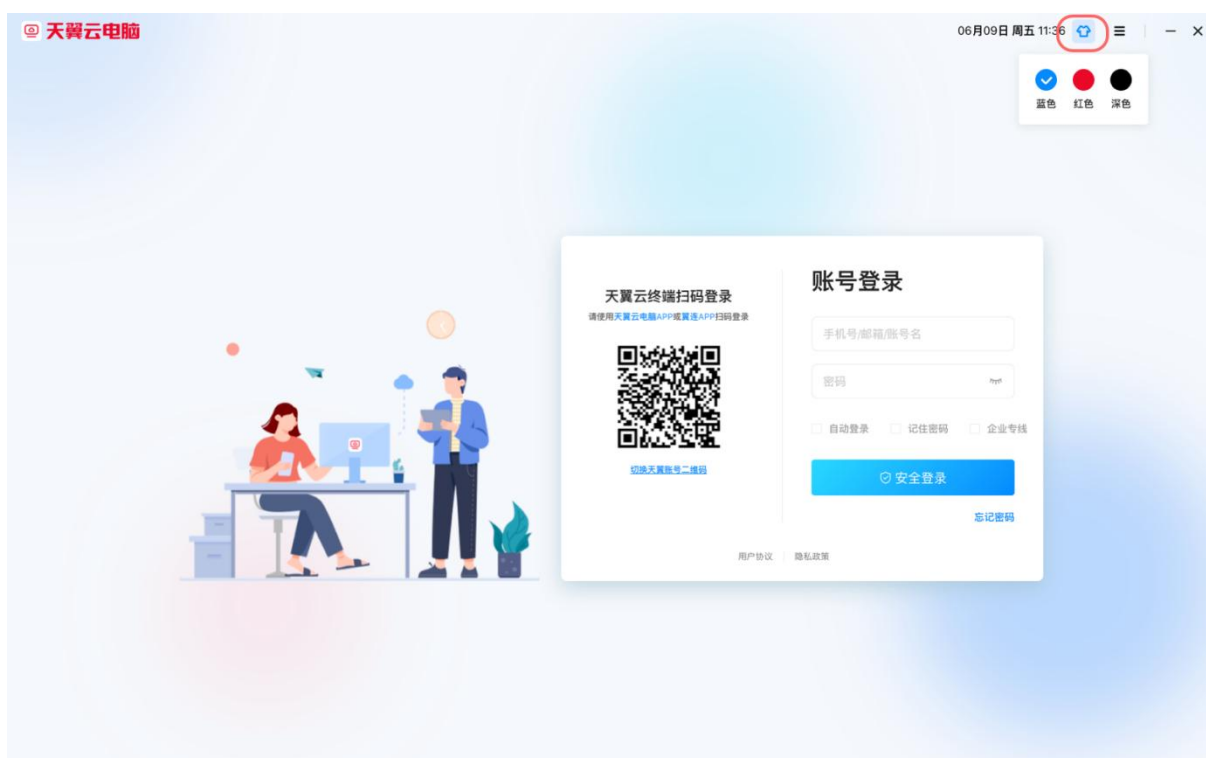 天翼云电脑
06月09日 周五 11:36
蓝色 红色 深色
天翼云终端扫码登录
请使用天翼云电脑APP或翼连APP扫码登录
切换天翼账号二维码
账号登录
手机号/邮箱/账号名
密码
自动登录 记住密码 企业专线
安全登录
忘记密码
用户协议 隐私政策